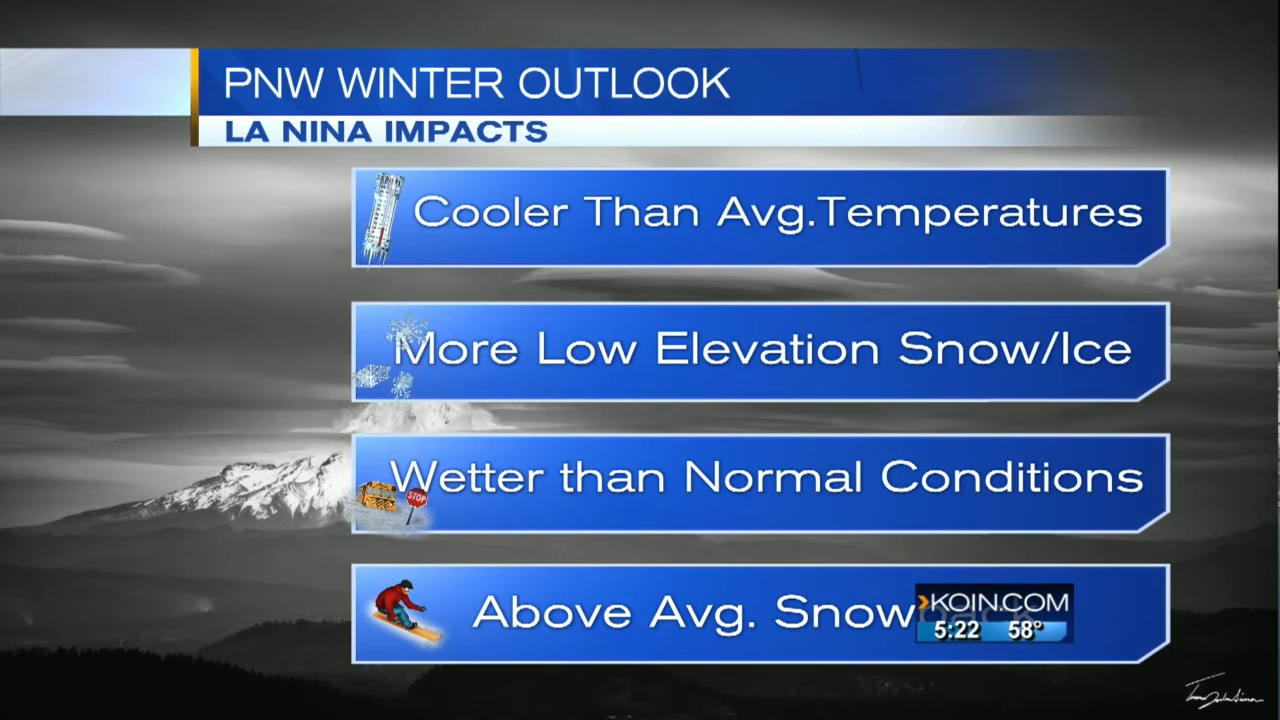 PNW WINTER OUTLOOK
LA NINA IMPACTS
Cooler Than Avg.Temperatures
More Low Elevation Snow/Ice
STOP
Wetter than Normal Conditions
Above Avg. Snowpack
KOIN.COM
5:22 58°